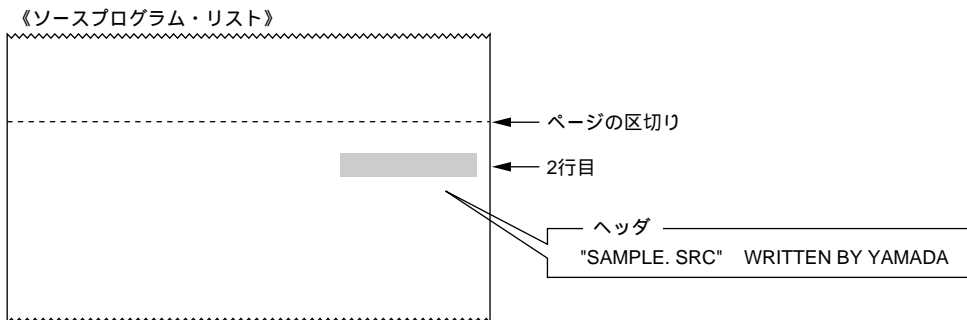 《ソースプログラム・リスト》
ページの区切り
2行目
ヘッダ
"SAMPLE. SRC" WRITTEN BY YAMADA